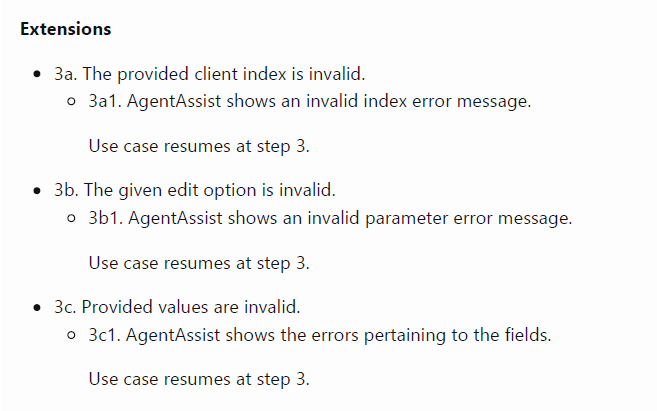 Extensions
3a. The provided client index is invalid.
3a1. AgentAssist shows an invalid index error message.
Use case resumes at step 3.
3b. The given edit option is invalid.
3b1. AgentAssist shows an invalid parameter error message.
Use case resumes at step 3.
3c. Provided values are invalid.
3c1. AgentAssist shows the errors pertaining to the fields.
Use case resumes at step 3.